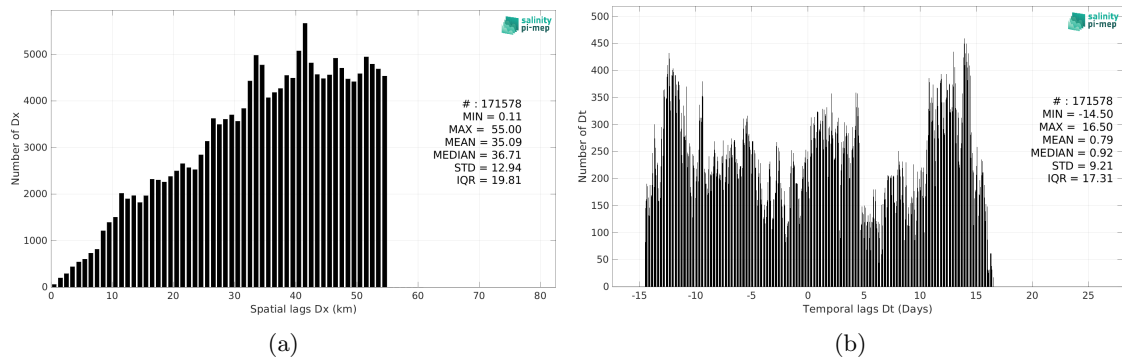 salinity
pi-mep
5000
4000
3000
2000
1000
0
Number of Dx
# : 171578
MIN = 0.11
MAX = 55.00
MEAN = 35.09
MEDIAN = 36.71
STD = 12.94
IQR = 19.81
0 10 20 30 40 50 60 70 80
Spatial lags Dx (km)
(a)
salinity
pi-mep
500
450
400
350
300
250
200
150
100
50
0
Number of Dt
# : 171578
MIN = -14.50
MAX = 16.50
MEAN = 0.79
MEDIAN = 0.92
STD = 9.21
IQR = 17.31
-15 -10 -5 0 5 10 15 20 25
Temporal lags Dt (Days)
(b)